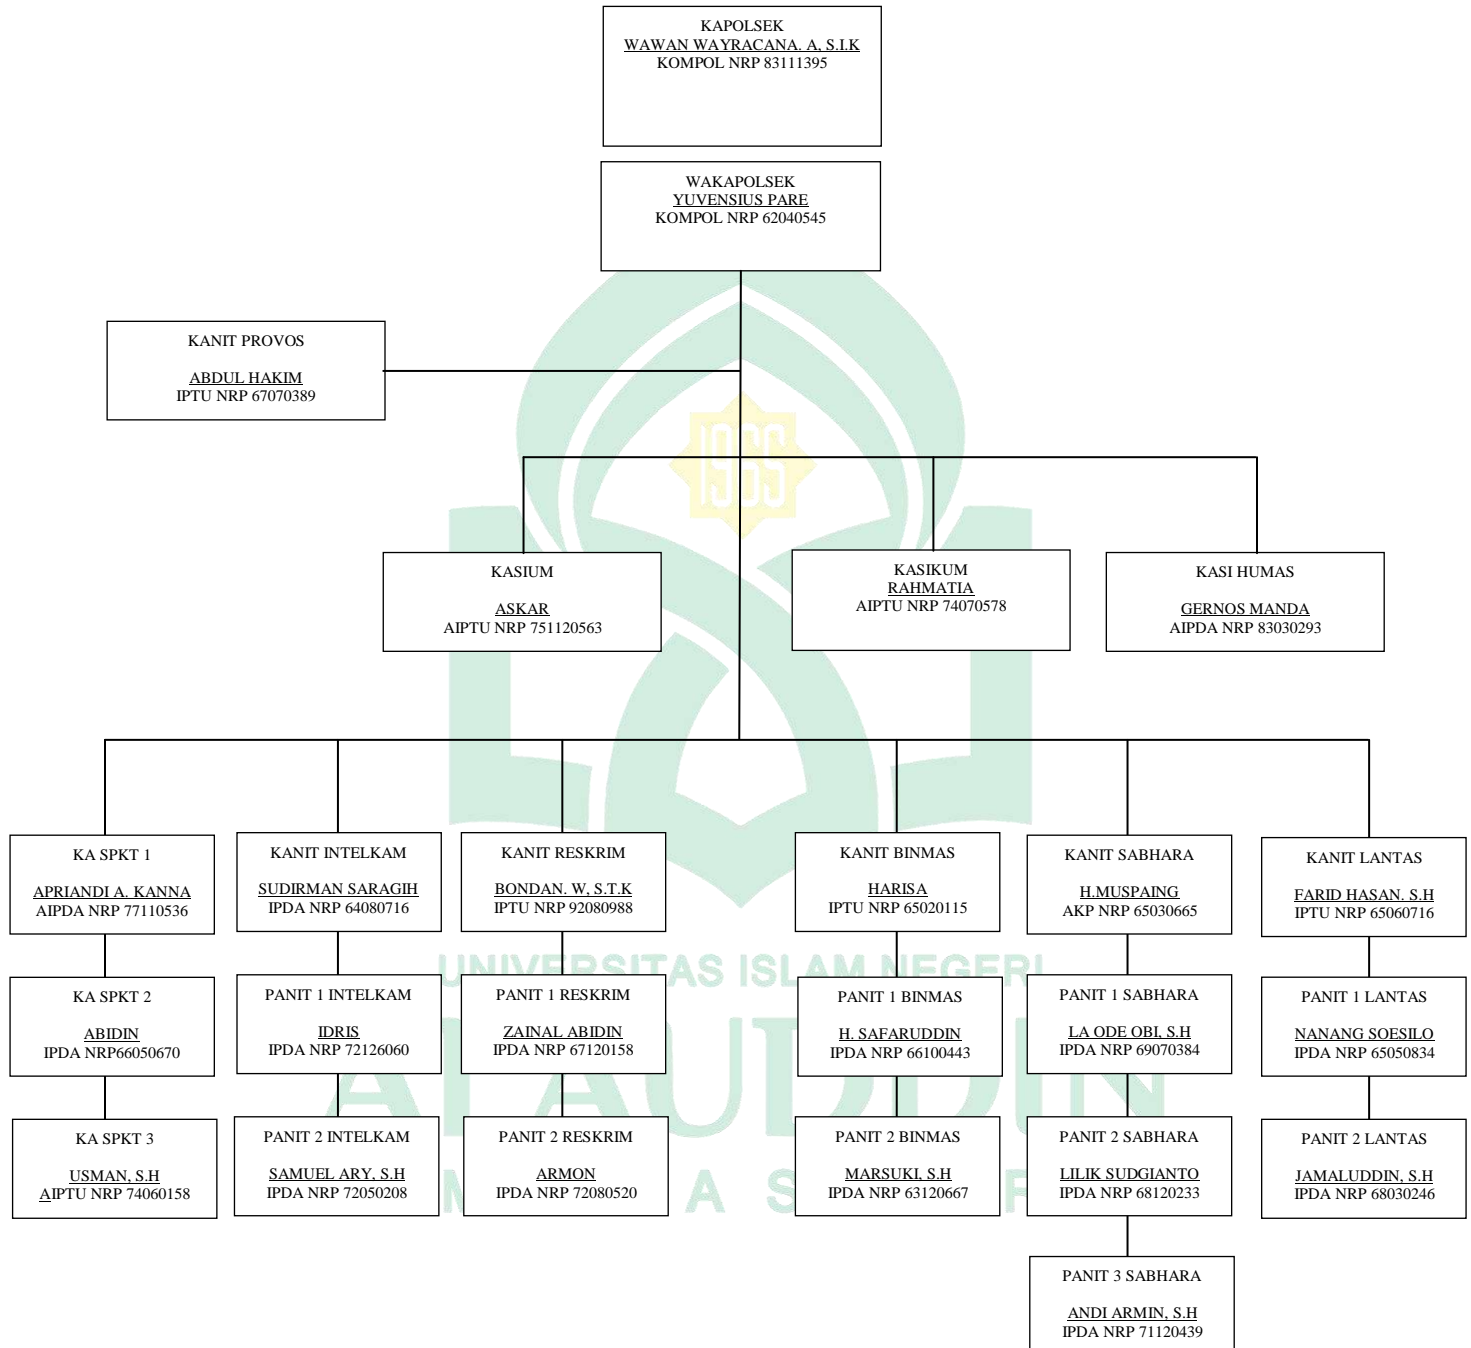 KAPOLSEK
WAWAN WAYRACANA. A, S.I.K
KOMPOL NRP 83111395
WAKAPOLSEK
YUVENSIUS PARE
KOMPOL NRP 62040545
KANIT PROVOS
ABDUL HAKIM
IPTU NRP 67070389
1965
KASIUM
ASKAR
AIPTU NRP 751120563
KASIKUM
RAHMATIA
AIPTU NRP 74070578
KASI HUMAS
GERNOS MANDA
AIPDA NRP 83030293
KA SPKT 1
APRIANDI A. KANNA
AIPDA NRP 77110536
KANIT INTELKAM
SUDIRMAN SARAGIH
IPDA NRP 64080716
KANIT RESKRIM
BONDAN. W, S.T.K
IPTU NRP 92080988
KANIT BINMAS
HARISA
IPTU NRP 65020115
KANIT SABHARA
H.MUSPAING
AKP NRP 65030665
KANIT LANTAS
FARID HASAN. S.H
IPTU NRP 65060716
UNIVERSITAS ISLAM NEGERI
KA SPKT 2
ABIDIN
IPDA NRP66050670
PANIT 1 INTELKAM
IDRIS
IPDA NRP 72126060
PANIT 1 RESKRIM
ZAINAL ABIDIN
IPDA NRP 67120158
PANIT 1 BINMAS
H. SAFARUDDIN
IPDA NRP 66100443
PANIT 1 SABHARA
LA ODE OBI, S.H
IPDA NRP 69070384
PANIT 1 LANTAS
NANANG SOESILO
IPDA NRP 65050834
ALAUDDIN
KA SPKT 3
USMAN, S.H
AIPTU NRP 74060158
PANIT 2 INTELKAM
SAMUEL ARY, S.H
IPDA NRP 72050208
PANIT 2 RESKRIM
ARMON
IPDA NRP 72080520
PANIT 2 BINMAS
MARSUKI, S.H
IPDA NRP 63120667
PANIT 2 SABHARA
LILIK SUDGIANTO
IPDA NRP 68120233
PANIT 2 LANTAS
JAMALUDDIN, S.H
IPDA NRP 68030246
PANIT 3 SABHARA
ANDI ARMIN, S.H
IPDA NRP 71120439